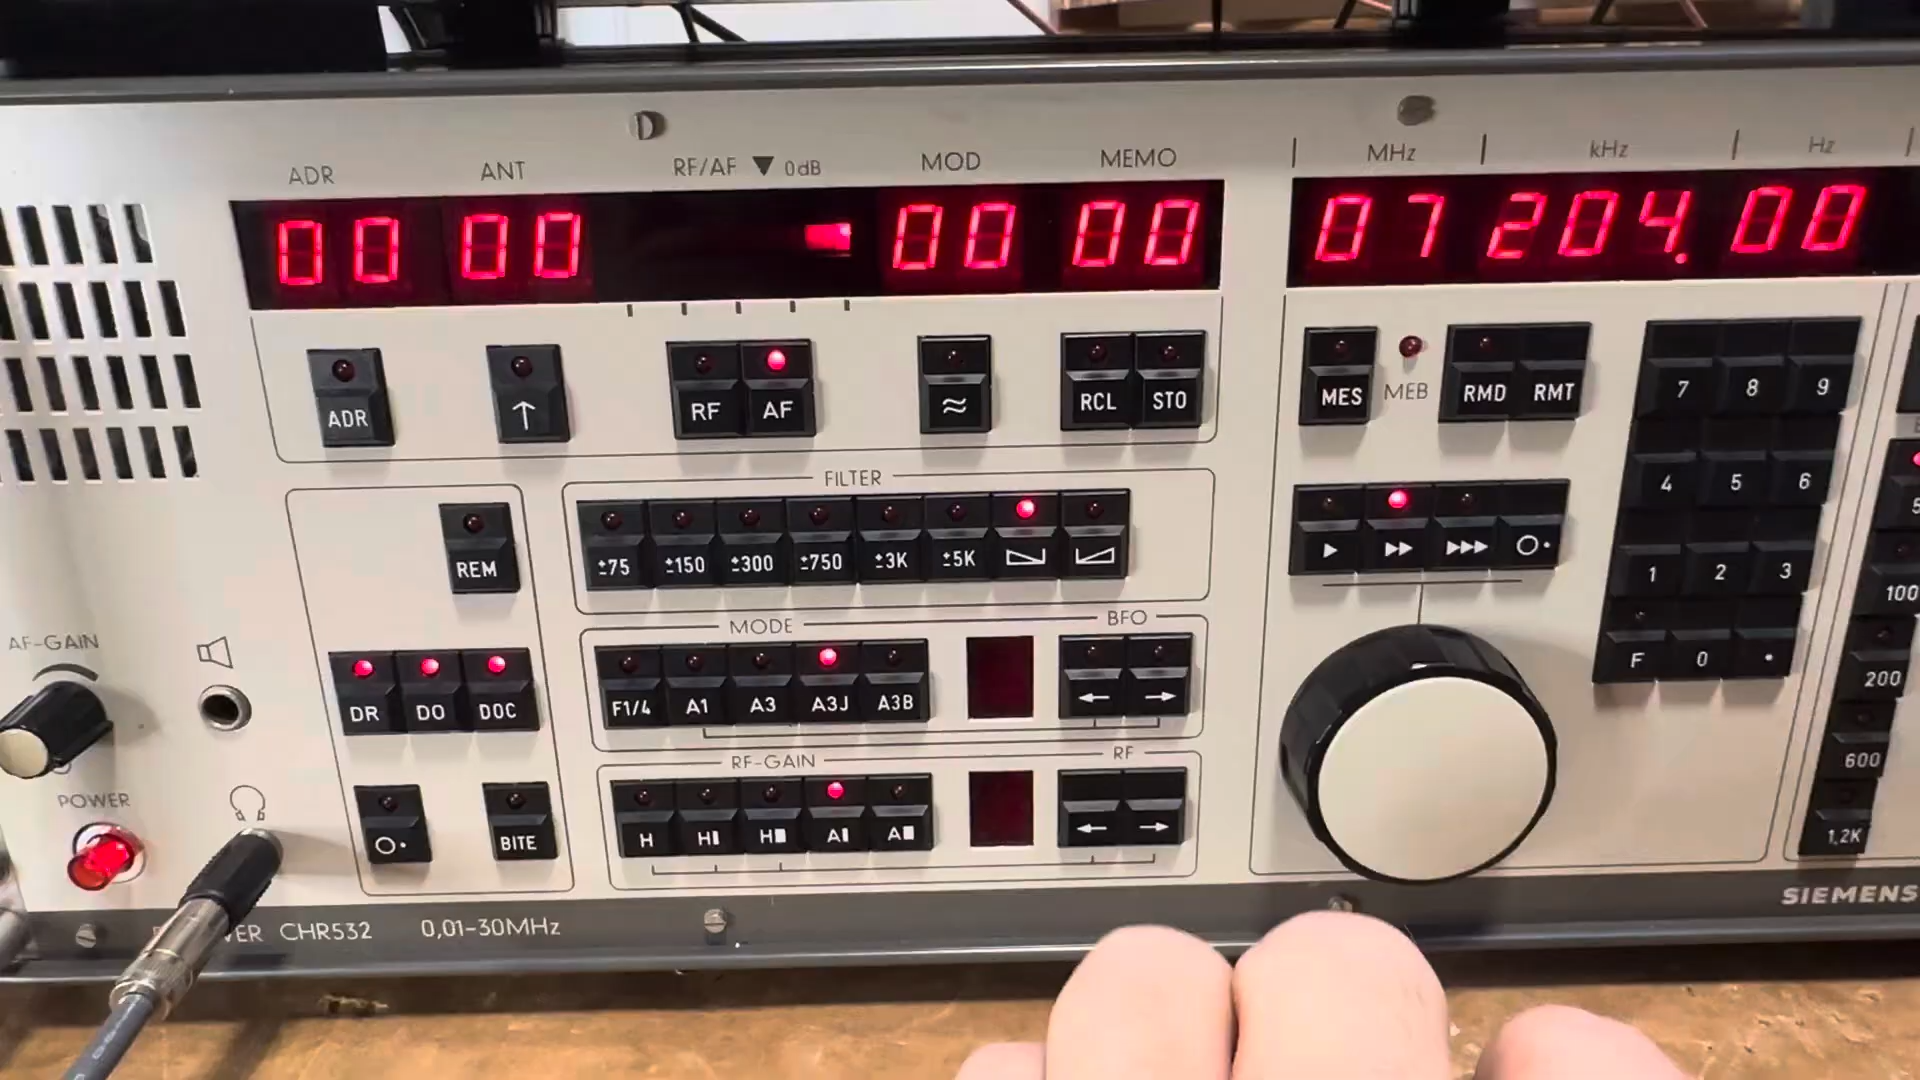 ADR ANT RF/AF ▼ 0dB MOD MEMO
MHz kHz Hz
00 00 00 00
07 204.00
ADR ↑ RF AF ≈ RCL STO
MES MEB RMD RMT
7 8 9
4 5 6
1 2 3
F 0 •
FILTER
REM
±75 ±150 ±300 ±750 ±3K ±5K
▶ ▶▶ ▶▶▶ O•
MODE BFO
DR DO DOC
F1/4 A1 A3 A3J A3B ← →
RF-GAIN RF
O• BITE
H H▮ H■ A▮ A■ ← →
AF-GAIN
POWER
100
200
600
1,2K
CHR532 0,01-30MHz
SIEMENS